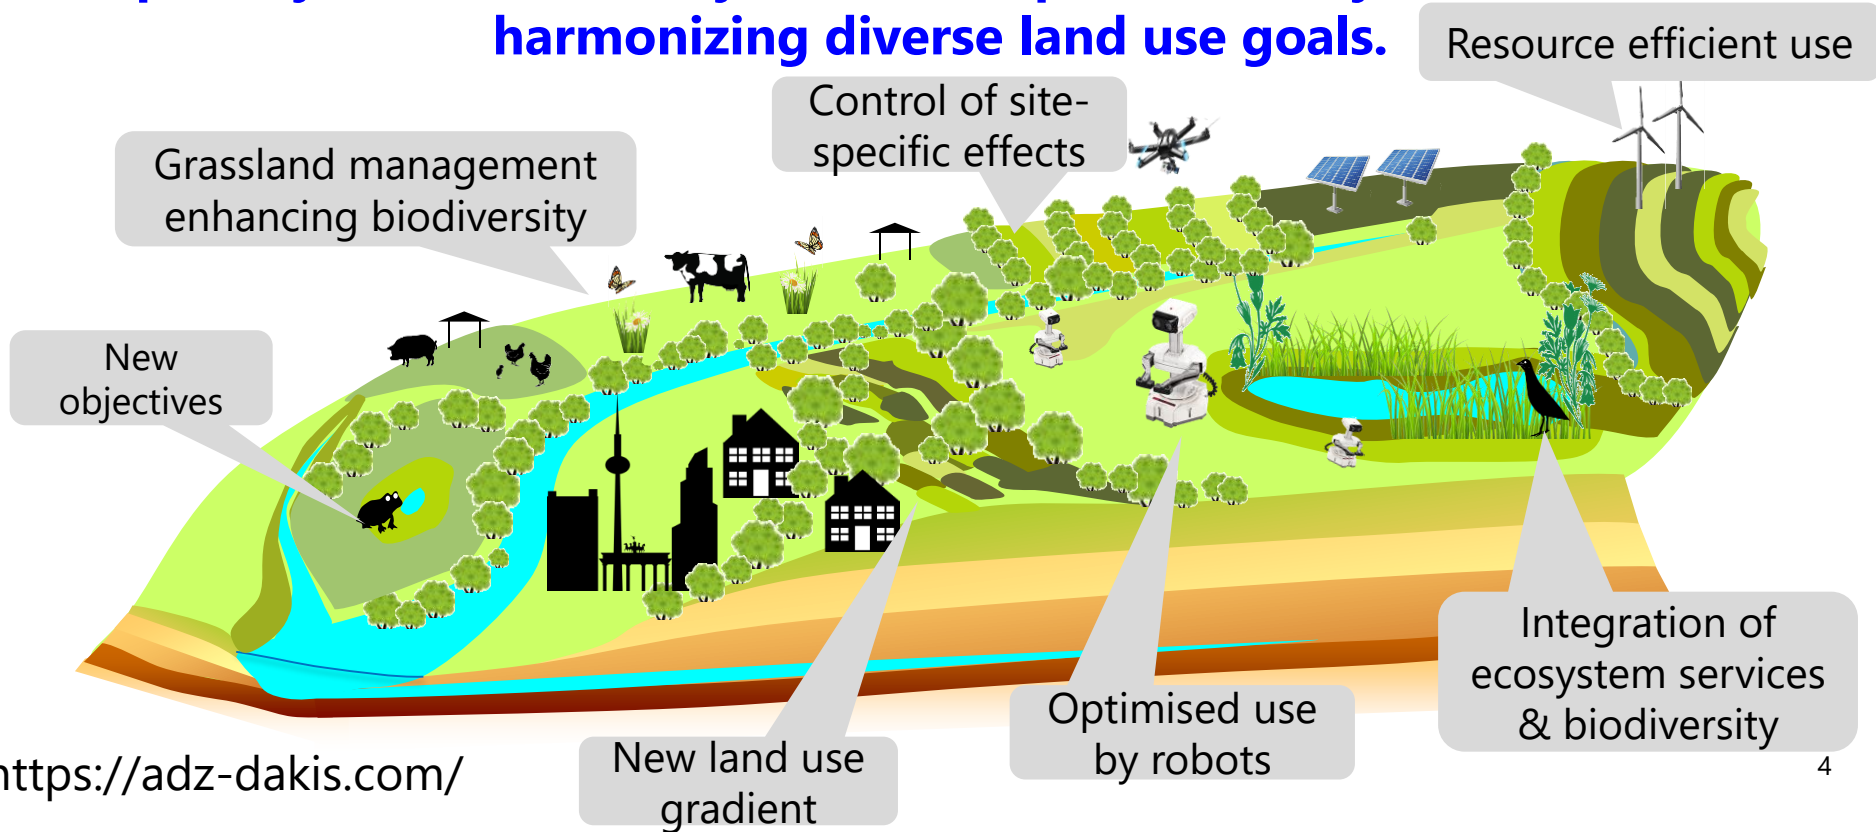 harmonizing diverse land use goals.
Resource efficient use
Control of site-
specific effects
Grassland management
enhancing biodiversity
New
objectives
Integration of
ecosystem services
& biodiversity
Optimised use
by robots
New land use
gradient
https://adz-dakis.com/
4